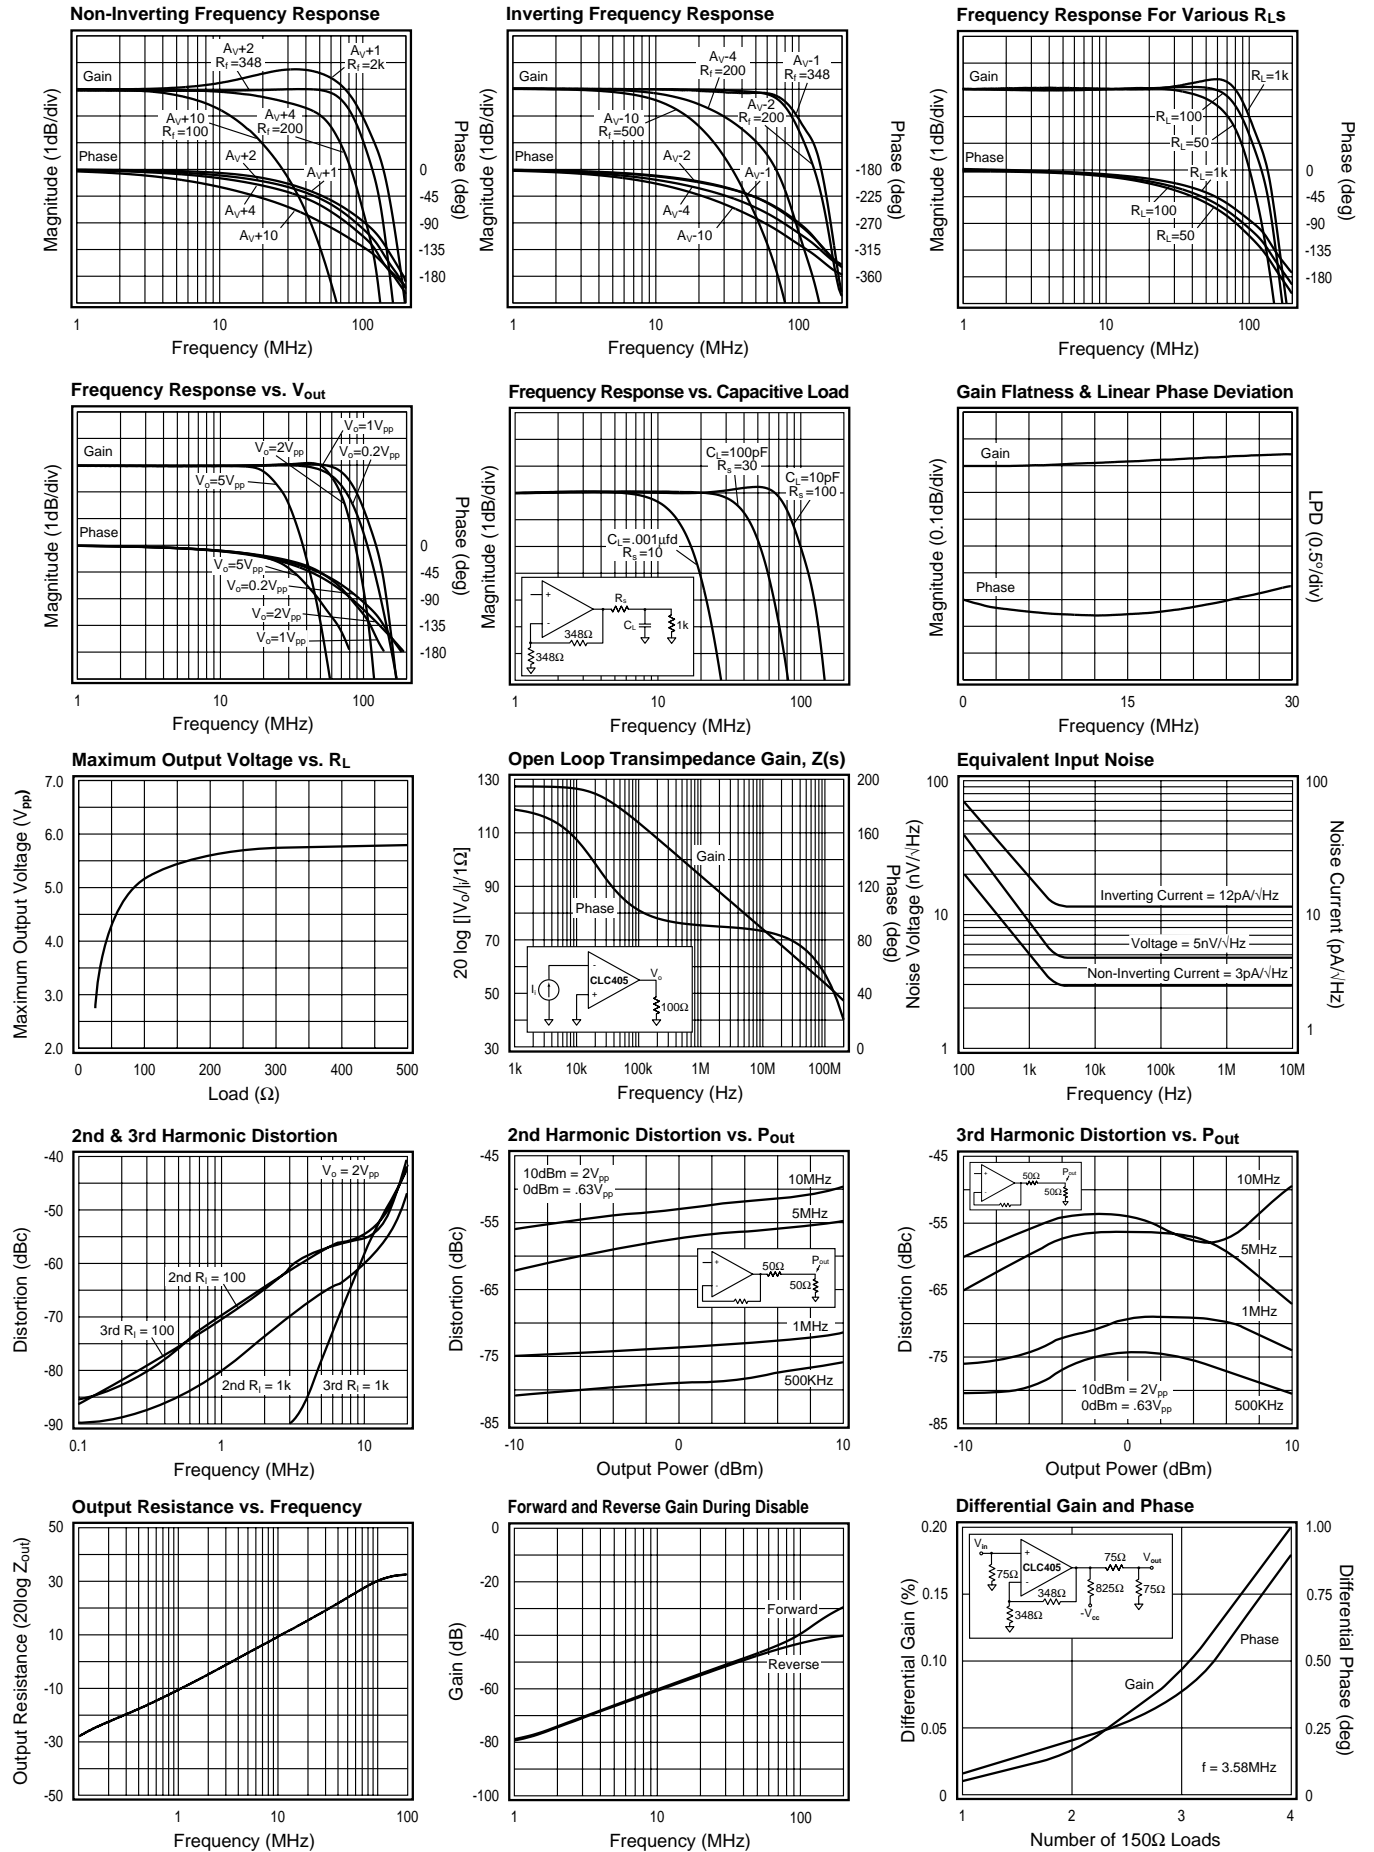 Non-Inverting Frequency Response
Magnitude (1dB/div)
Gain
Phase
Av+2
Rf=348
Av+1
Rf=2k
Av+10
Rf=100
Av+4
Rf=200
Av+2
Av+1
Av+4
Av+10
0
-45
-90
-135
-180
Phase (deg)
1 10 100
Frequency (MHz)
Inverting Frequency Response
Magnitude (1dB/div)
Gain
Phase
Av-4
Rf=200
Av-1
Rf=348
Av-10
Rf=500
Av-2
Rf=200
Av-2
Av-1
Av-4
Av-10
-180
-225
-270
-315
-360
Phase (deg)
1 10 100
Frequency (MHz)
Frequency Response For Various RLs
Magnitude (1dB/div)
Gain
Phase
RL=1k
RL=100
RL=50
RL=1k
RL=100
RL=50
0
-45
-90
-135
-180
Phase (deg)
1 10 100
Frequency (MHz)
Frequency Response vs. Vout
Magnitude (1dB/div)
Gain
Phase
Vo=1Vpp
Vo=2Vpp
Vo=0.2Vpp
Vo=5Vpp
Vo=5Vpp
Vo=0.2Vpp
Vo=2Vpp
Vo=1Vpp
0
-45
-90
-135
-180
Phase (deg)
1 10 100
Frequency (MHz)
Frequency Response vs. Capacitive Load
Magnitude (1dB/div)
CL=100pF
Rs=30
CL=10pF
Rs=100
CL=.001µfd
Rs=10
+
-
Rs
CL
1k
348Ω
348Ω
1 10 100
Frequency (MHz)
Gain Flatness & Linear Phase Deviation
Magnitude (0.1dB/div)
Gain
Phase
LPD (0.5º/div)
0 15 30
Frequency (MHz)
Maximum Output Voltage vs. RL
Maximum Output Voltage (Vpp)
7.0
6.0
5.0
4.0
3.0
2.0
0 100 200 300 400 500
Load (Ω)
Open Loop Transimpedance Gain, Z(s)
20 log [|Vo/Ii|/1Ω]
130
110
90
70
50
30
Gain
Phase
Ii
-
+
CLC405
Vo
100Ω
200
160
120
80
40
0
Phase (deg)
1k 10k 100k 1M 10M 100M
Frequency (Hz)
Equivalent Input Noise
Noise Voltage (nV/√Hz)
100
10
1
Inverting Current = 12pA/√Hz
Voltage = 5nV/√Hz
Non-Inverting Current = 3pA/√Hz
100
10
1
Noise Current (pA/√Hz)
100 1k 10k 100k 1M 10M
Frequency (Hz)
2nd & 3rd Harmonic Distortion
Distortion (dBc)
-40
-50
-60
-70
-80
-90
Vo = 2Vpp
2nd Rl = 100
3rd Rl = 100
2nd Rl = 1k
3rd Rl = 1k
0.1 1 10
Frequency (MHz)
2nd Harmonic Distortion vs. Pout
Distortion (dBc)
-45
-55
-65
-75
-85
10dBm = 2Vpp
0dBm = .63Vpp
10MHz
5MHz
+
-
50Ω
Pout
50Ω
1MHz
500KHz
-10 0 10
Output Power (dBm)
3rd Harmonic Distortion vs. Pout
Distortion (dBc)
-45
-55
-65
-75
-85
+
-
50Ω
Pout
50Ω
10MHz
5MHz
1MHz
10dBm = 2Vpp
0dBm = .63Vpp
500KHz
-10 0 10
Output Power (dBm)
Output Resistance vs. Frequency
Output Resistance (20log Zout)
50
30
10
-10
-30
-50
1 10 100
Frequency (MHz)
Forward and Reverse Gain During Disable
Gain (dB)
0
-20
-40
-60
-80
-100
Forward
Reverse
1 10 100
Frequency (MHz)
Differential Gain and Phase
Differential Gain (%)
0.20
0.15
0.10
0.05
0
Vin
75Ω
+
-
CLC405
348Ω
348Ω
75Ω
Vout
825Ω
75Ω
-Vcc
Phase
Gain
f = 3.58MHz
1.00
0.75
0.50
0.25
0
Differential Phase (deg)
1 2 3 4
Number of 150Ω Loads